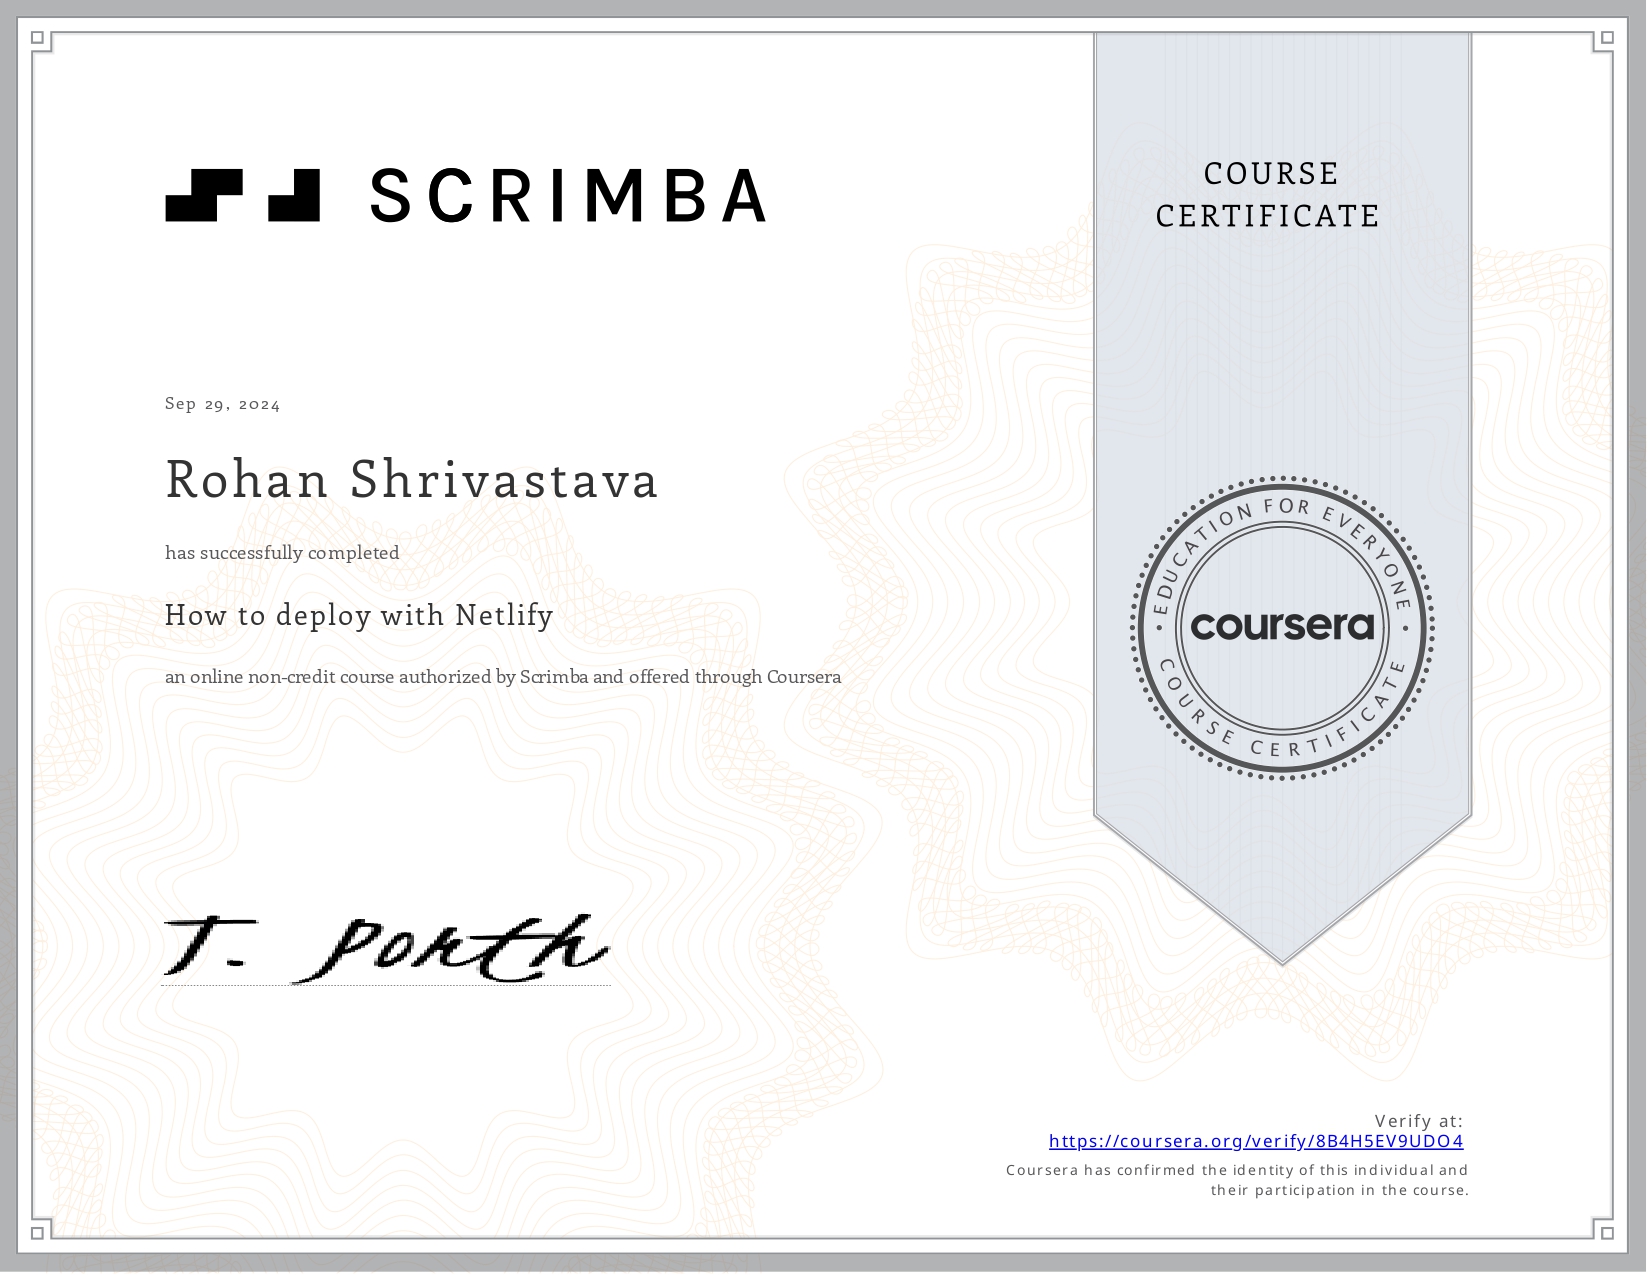 SCRIMBA
COURSE
CERTIFICATE
Sep 29, 2024
Rohan Shrivastava
has successfully completed
How to deploy with Netlify
an online non-credit course authorized by Scrimba and offered through Coursera
EDUCATION FOR EVERYONE
coursera
COURSE CERTIFICATE
T. Porth
Verify at:
https://coursera.org/verify/8B4H5EV9UDO4
Coursera has confirmed the identity of this individual and
their participation in the course.